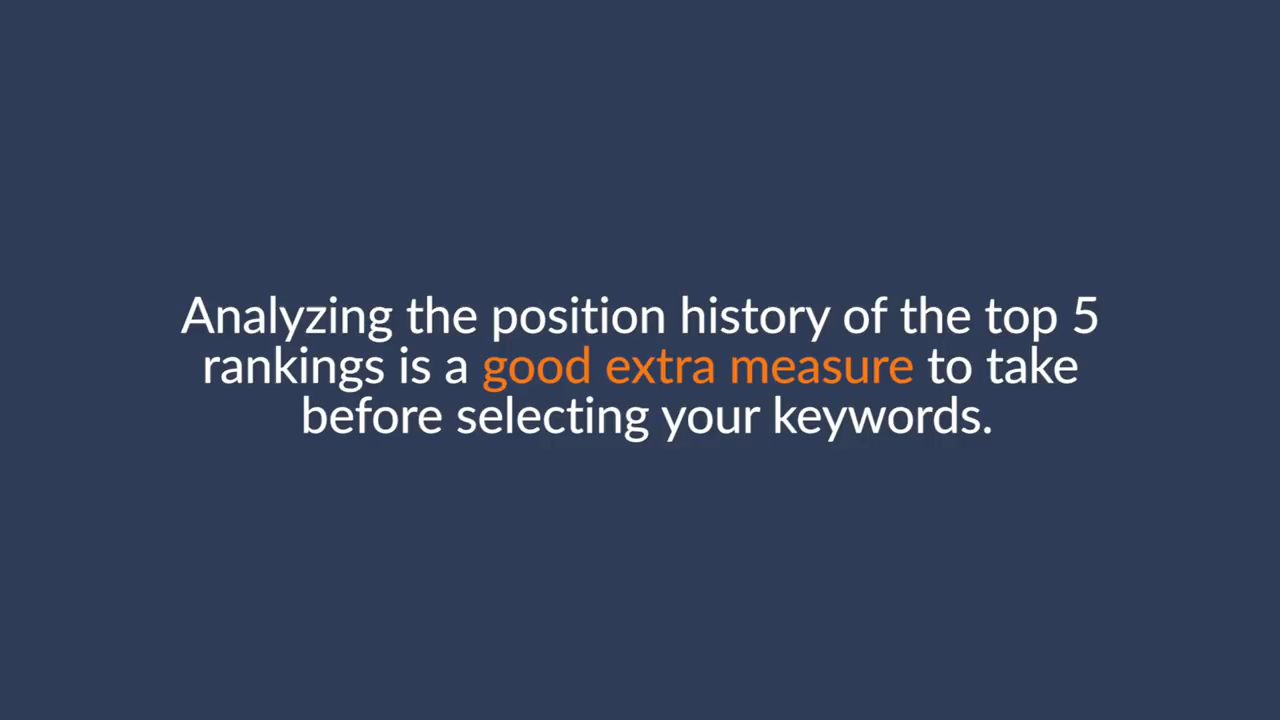 Analyzing the position history of the top 5
rankings is a good extra measure to take
before selecting your keywords.